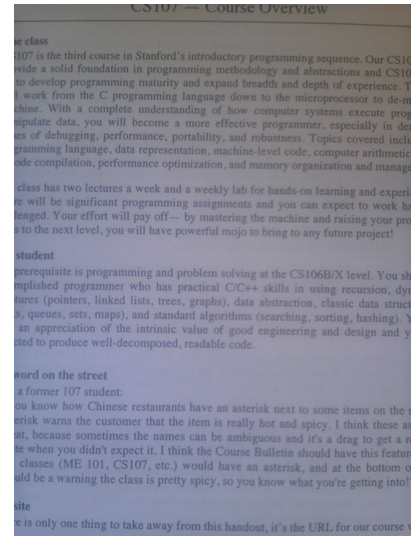 CS107 — Course Overview
e class
107 is the third course in Stanford's introductory programming sequence. Our CS10
vide a solid foundation in programming methodology and abstractions and CS10
to develop programming maturity and expand breadth and depth of experience. T
l work from the C programming language down to the microprocessor to de-m
chine. With a complete understanding of how computer systems execute prog
nipulate data, you will become a more effective programmer, especially in de
es of debugging, performance, portability, and robustness. Topics covered inclu
gramming language, data representation, machine-level code, computer arithmetic
ode compilation, performance optimization, and memory organization and manage
class has two lectures a week and a weekly lab for hands-on learning and experi
re will be significant programming assignments and you can expect to work ha
lenged. Your effort will pay off— by mastering the machine and raising your pro
s to the next level, you will have powerful mojo to bring to any future project!
student
prerequisite is programming and problem solving at the CS106B/X level. You sh
mplished programmer who has practical C/C++ skills in using recursion, dyn
tures (pointers, linked lists, trees, graphs), data abstraction, classic data struct
s, queues, sets, maps), and standard algorithms (searching, sorting, hashing). Y
an appreciation of the intrinsic value of good engineering and design and y
cted to produce well-decomposed, readable code.
word on the street
a former 107 student:
ou know how Chinese restaurants have an asterisk next to some items on the
erisk warns the customer that the item is really hot and spicy. I think these as
at, because sometimes the names can be ambiguous and it's a drag to get a
te when you didn't expect it. I think the Course Bulletin should have this featur
classes (ME 101, CS107, etc.) would have an asterisk, and at the bottom o
uld be a warning the class is pretty spicy, so you know what you're getting into!
site
re is only one thing to take away from this handout, it's the URL for our course